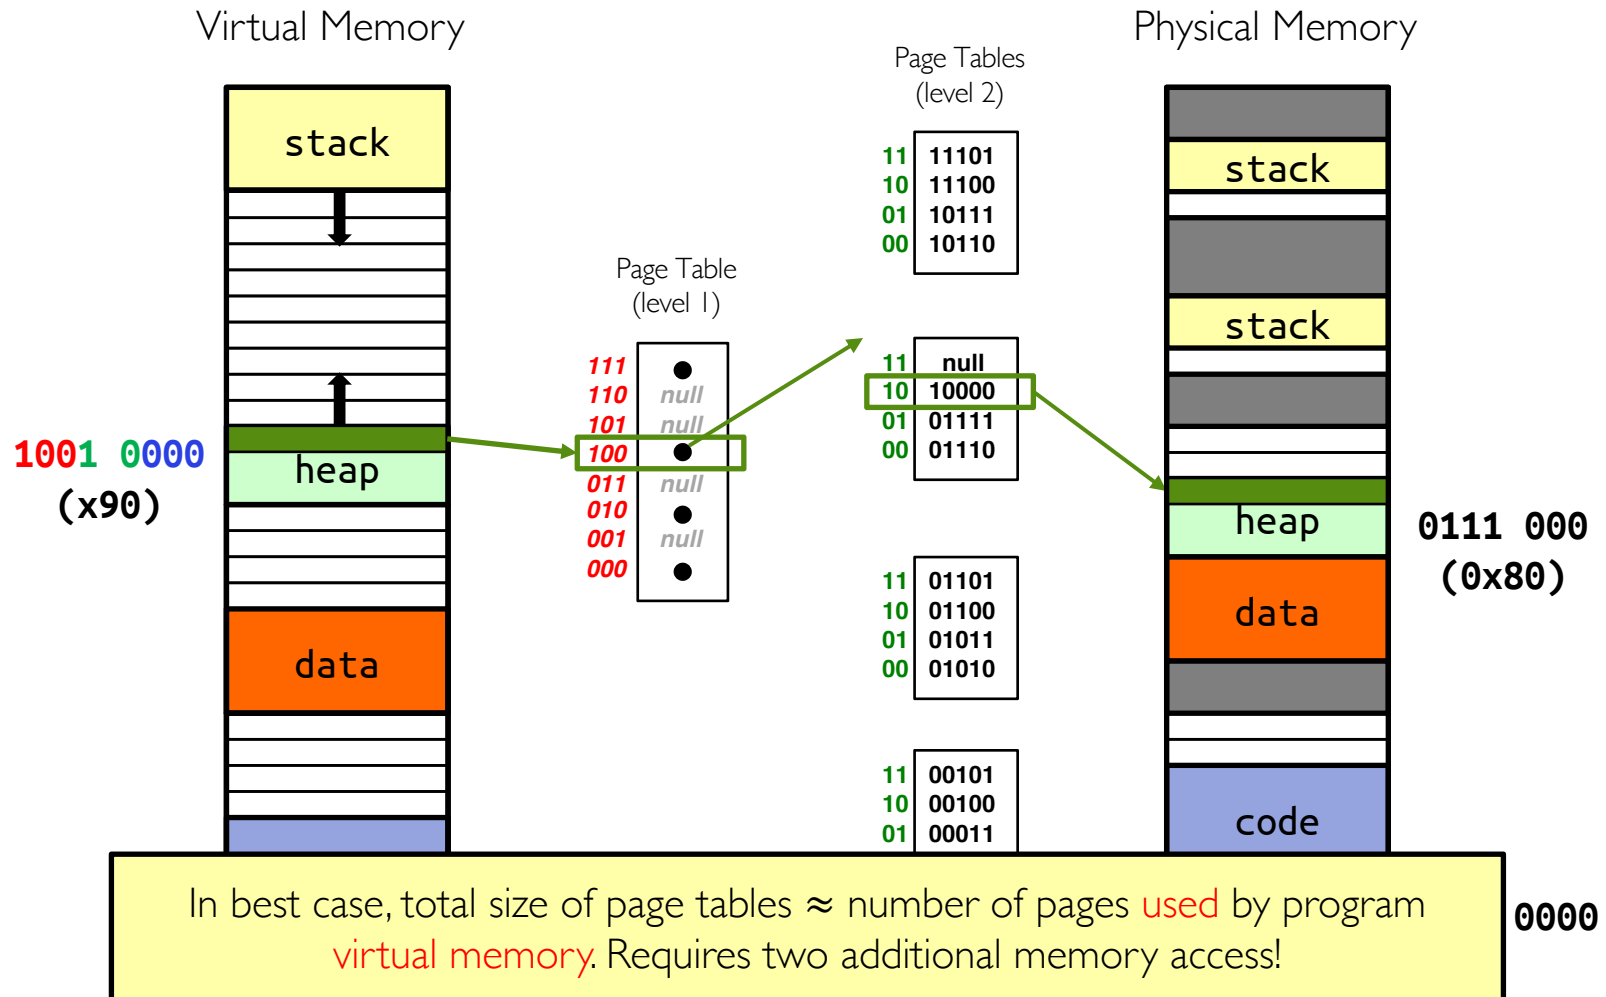 Virtual Memory
Physical Memory
Page Tables
(level 2)
stack
11 11101
10 11100
01 10111
00 10110
stack
Page Table
(level 1)
stack
111
110 null
101 null
100
011 null
010
001 null
000
11 null
10 10000
01 01111
00 01110
1001 0000
(x90)
heap
heap
0111 000
(0x80)
11 01101
10 01100
01 01011
00 01010
data
data
11 00101
10 00100
01 00011
code
In best case, total size of page tables ≈ number of pages used by program
virtual memory. Requires two additional memory access!
0000